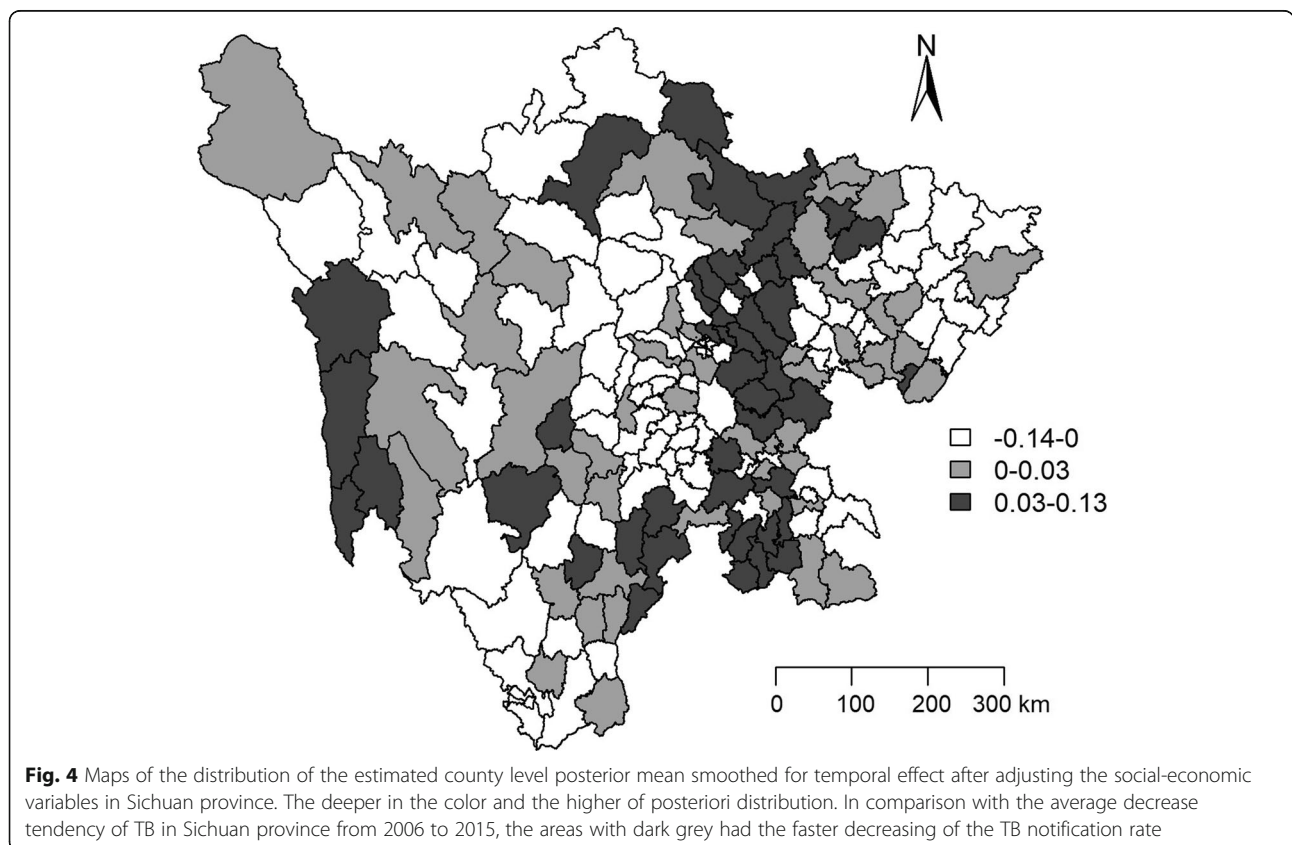 N
-0.14-0
0-0.03
0.03-0.13
0 100 200 300 km
Fig. 4 Maps of the distribution of the estimated county level posterior mean smoothed for temporal effect after adjusting the social-economic
variables in Sichuan province. The deeper in the color and the higher of posteriori distribution. In comparison with the average decrease
tendency of TB in Sichuan province from 2006 to 2015, the areas with dark grey had the faster decreasing of the TB notification rate